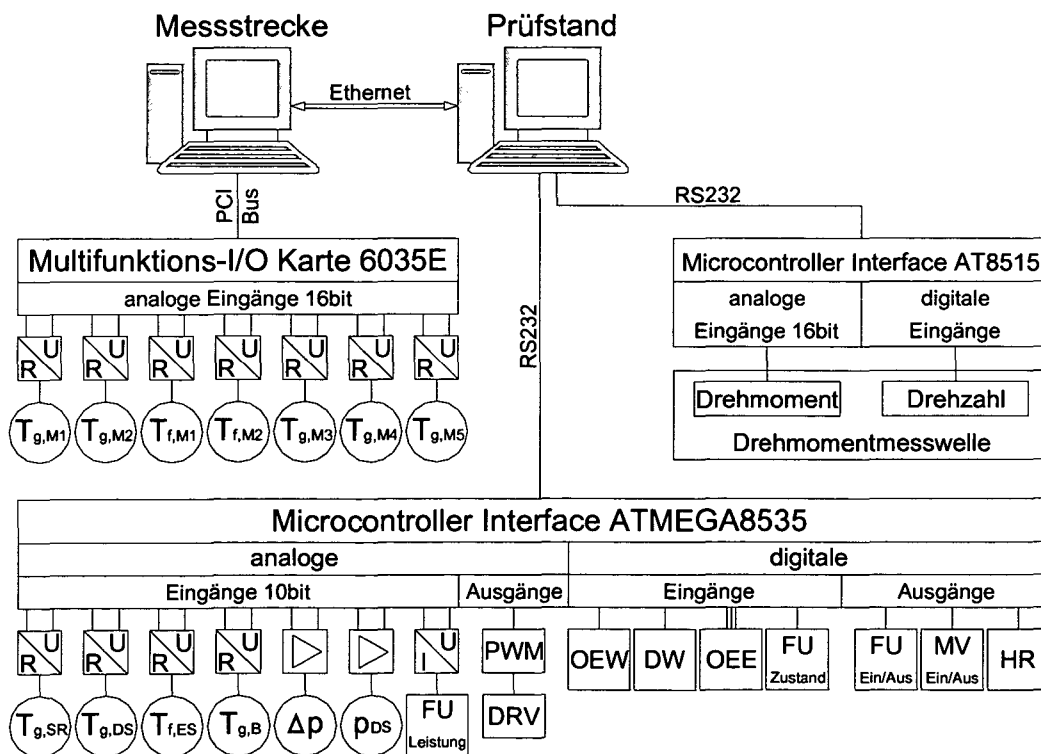 Messstrecke
Prüfstand
Ethernet
PCI
Bus
RS232
RS232
Multifunktions-I/O Karte 6035E
analoge Eingänge 16bit
R U R U R U R U R U R U R U
Tg,M1 Tg,M2 Tf,M1 Tf,M2 Tg,M3 Tg,M4 Tg,M5
Microcontroller Interface AT8515
analoge
Eingänge 16bit
digitale
Eingänge
Drehmoment
Drehzahl
Drehmomentmesswelle
Microcontroller Interface ATMEGA8535
analoge
digitale
Eingänge 10bit
Ausgänge
Eingänge
Ausgänge
R U R U R U R U I U
PWM
OEW
DW
OEE
FU
Zustand
FU
Ein/Aus
MV
Ein/Aus
HR
Tg,SR Tg,DS Tf,ES Tg,B Δp pDS
FU
Leistung
DRV